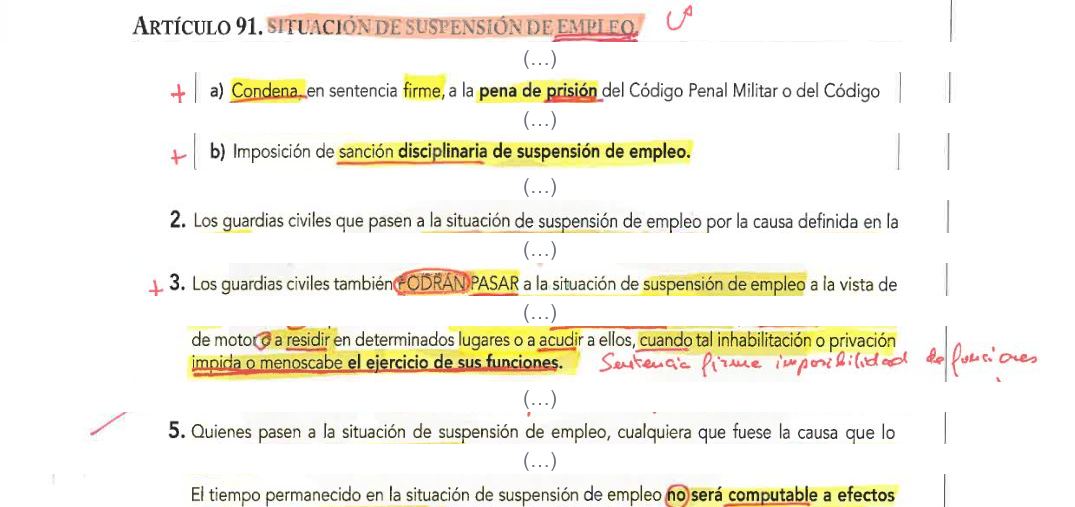 ARTÍCULO 91. SITUACIÓN DE SUSPENSIÓN DE EMPLEO.
(...)
+ a) Condena, en sentencia firme, a la pena de prisión del Código Penal Militar o del Código
(...)
+ b) Imposición de sanción disciplinaria de suspensión de empleo.
(...)
2. Los guardias civiles que pasen a la situación de suspensión de empleo por la causa definida en la
(...)
+ 3. Los guardias civiles también PODRÁN PASAR a la situación de suspensión de empleo a la vista de
(...)
de motor o a residir en determinados lugares o a acudir a ellos, cuando tal inhabilitación o privación
impida o menoscabe el ejercicio de sus funciones. Sentencia firme imposibilidad de funciones
(...)
5. Quienes pasen a la situación de suspensión de empleo, cualquiera que fuese la causa que lo
(...)
El tiempo permanecido en la situación de suspensión de empleo no será computable a efectos